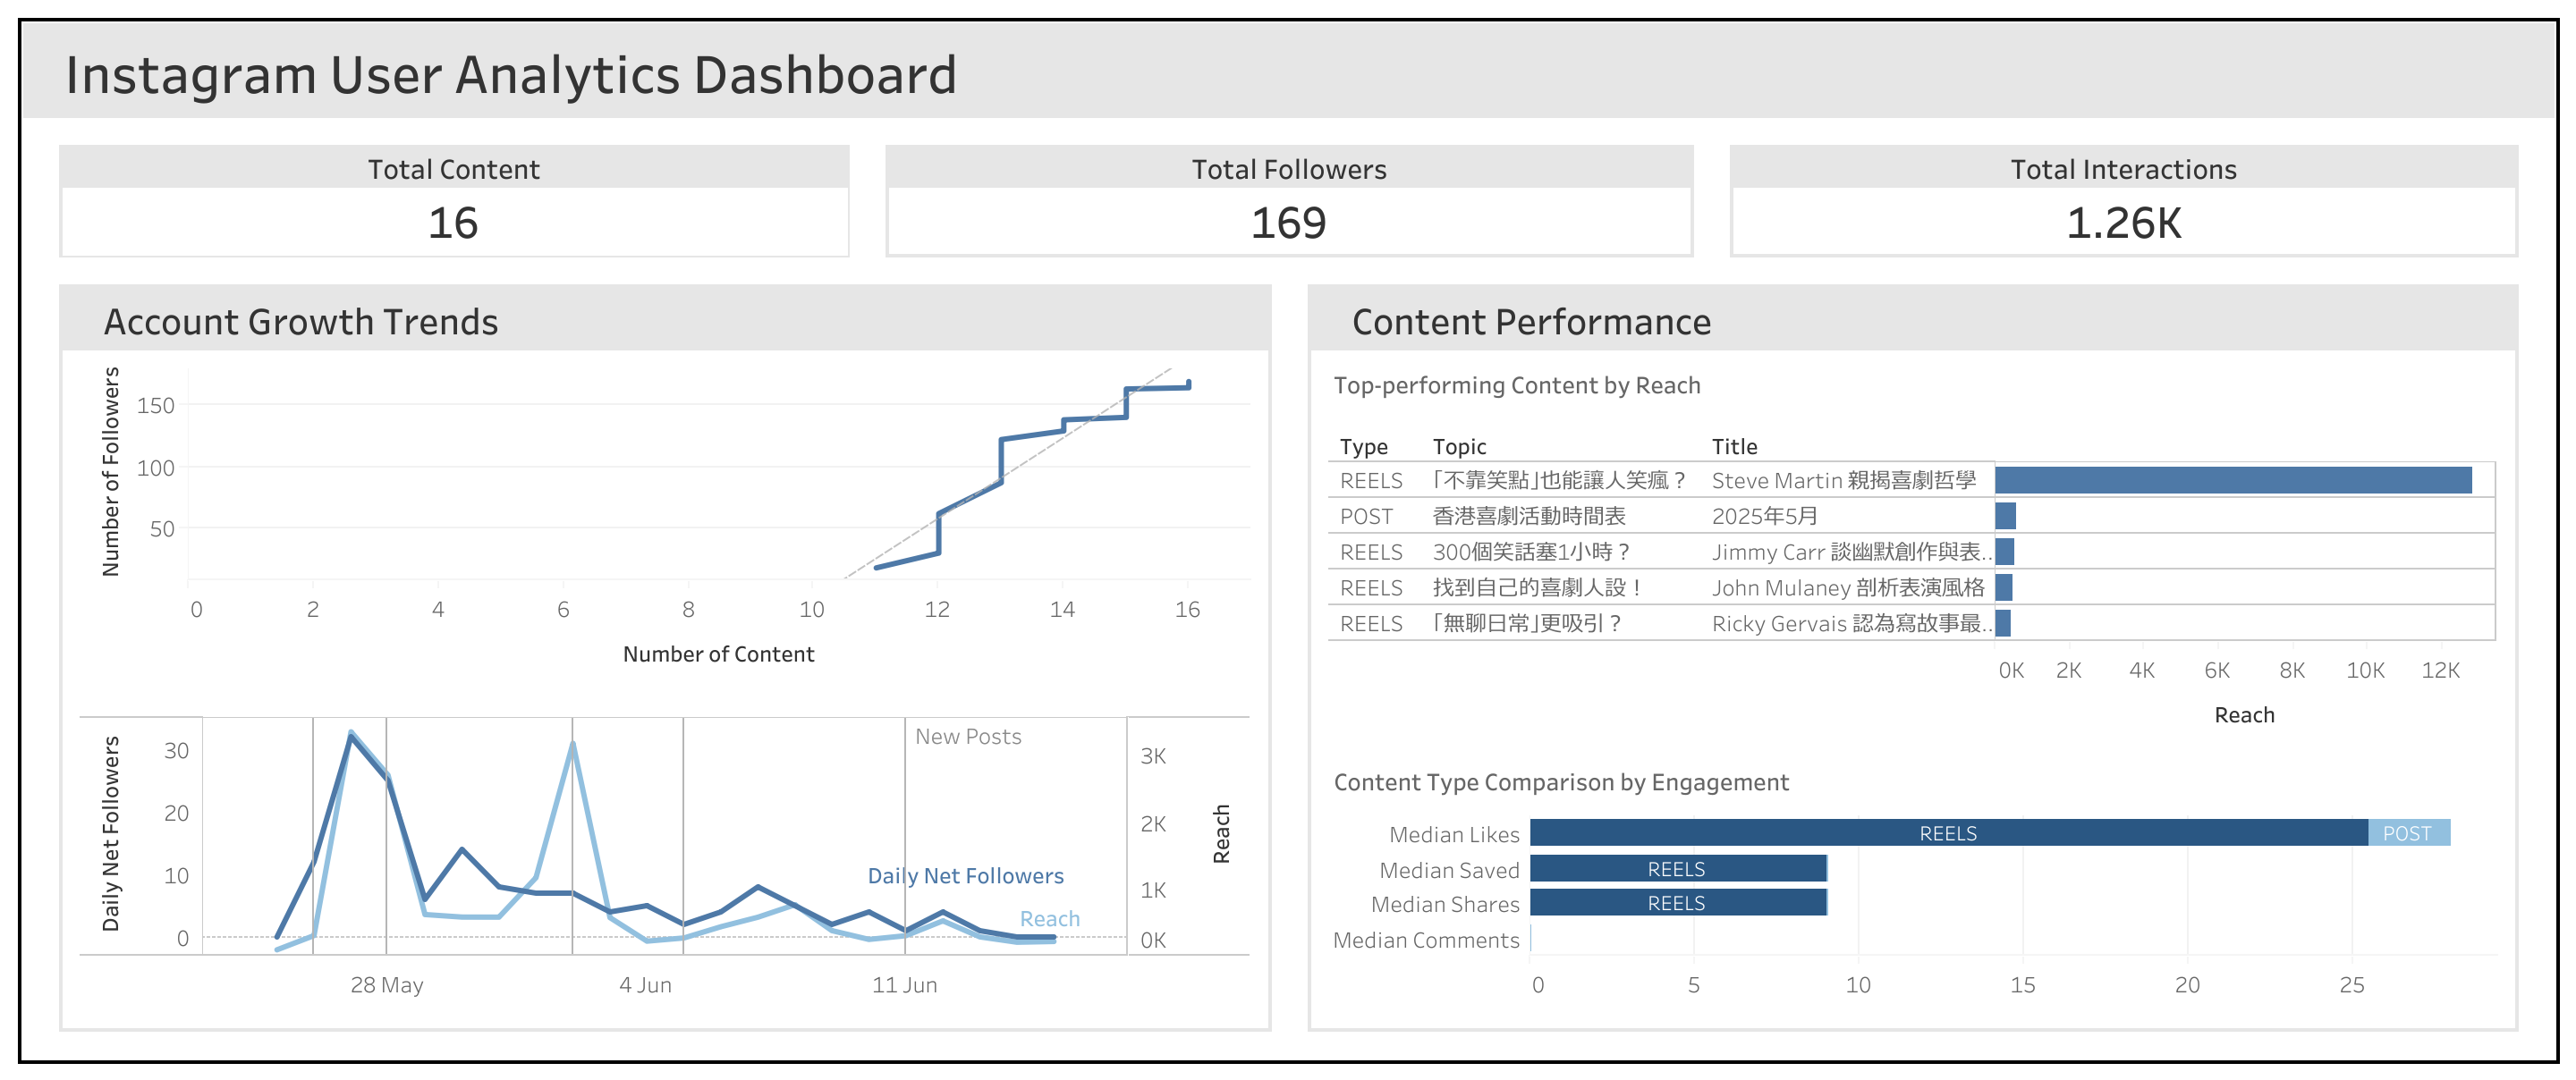 Instagram User Analytics Dashboard
Total Content
16
Total Followers
169
Total Interactions
1.26K
Account Growth Trends
Number of Followers
150
100
50
0 2 4 6 8 10 12 14 16
Number of Content
Daily Net Followers
30
20
10
0
New Posts
Daily Net Followers
Reach
3K
2K
1K
0K
Reach
28 May 4 Jun 11 Jun
Content Performance
Top-performing Content by Reach
Type Topic Title
REELS 「不靠笑點」也能讓人笑瘋？ Steve Martin 親揭喜劇哲學
POST 香港喜劇活動時間表 2025年5月
REELS 300個笑話塞1小時？ Jimmy Carr 談幽默創作與表..
REELS 找到自己的喜劇人設！ John Mulaney 剖析表演風格
REELS 「無聊日常」更吸引？ Ricky Gervais 認為寫故事最..
0K 2K 4K 6K 8K 10K 12K
Reach
Content Type Comparison by Engagement
Median Likes REELS POST
Median Saved REELS
Median Shares REELS
Median Comments
0 5 10 15 20 25